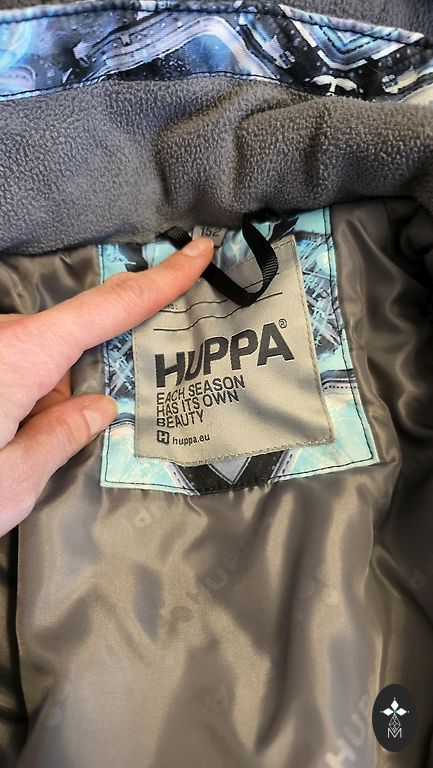 152
HUPPA®
EACH SEASON
HAS ITS OWN
BEAUTY
huppa.eu
M